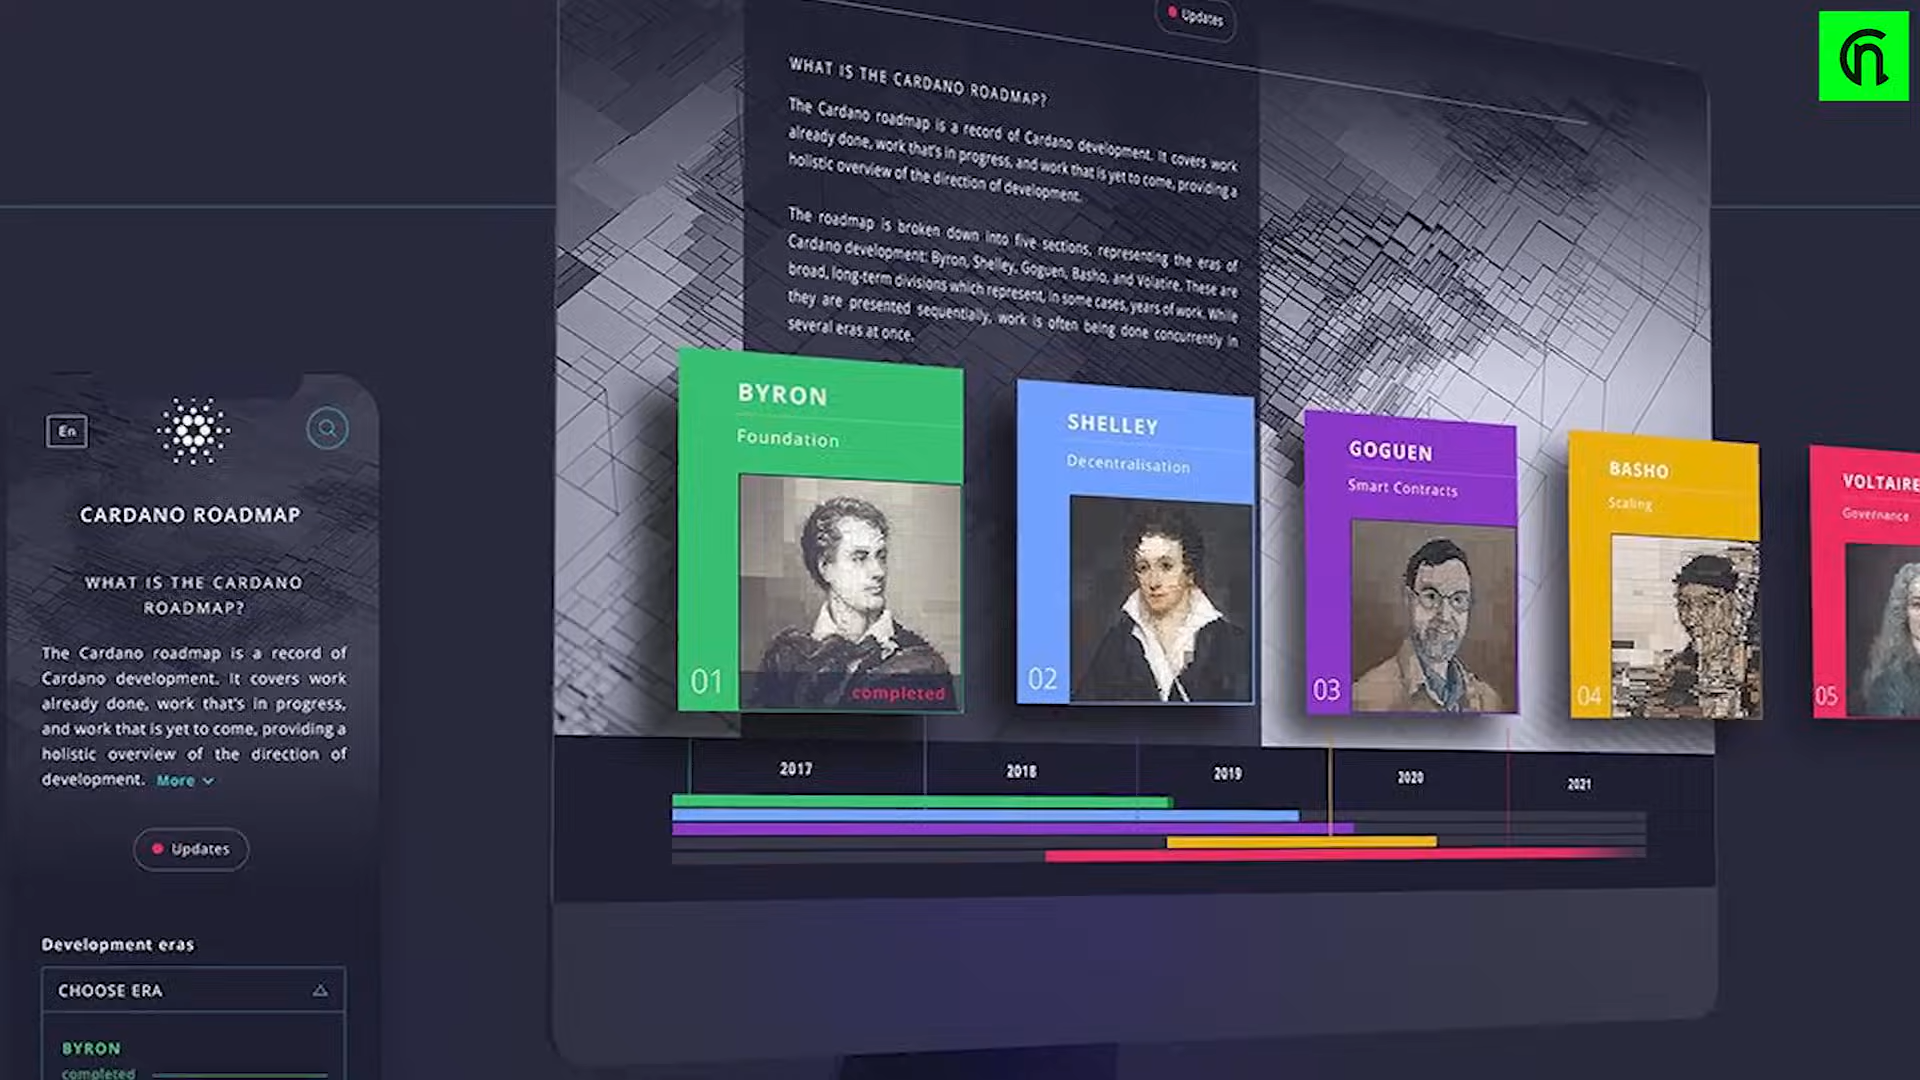 Updates
WHAT IS THE CARDANO ROADMAP?
The Cardano roadmap is a record of Cardano development. It covers work
already done, work that's in progress, and work that is yet to come, providing a
holistic overview of the direction of development.
The roadmap is broken down into five sections, representing the eras of
Cardano development: Byron, Shelley, Goguen, Basho, and Volatire. These are
broad, long-term divisions which represent, in some cases, years of work. While
they are presented sequentially, work is often being done concurrently in
several eras at once.
BYRON
Foundation
01
completed
SHELLEY
Decentralisation
02
GOGUEN
Smart Contracts
03
BASHO
Scaling
04
VOLTAIRE
Governance
05
2017
2018
2019
2020
2021
En
CARDANO ROADMAP
WHAT IS THE CARDANO
ROADMAP?
The Cardano roadmap is a record of
Cardano development. It covers work
already done, work that's in progress,
and work that is yet to come, providing a
holistic overview of the direction of
development. More
Updates
Development eras
CHOOSE ERA
BYRON
completed